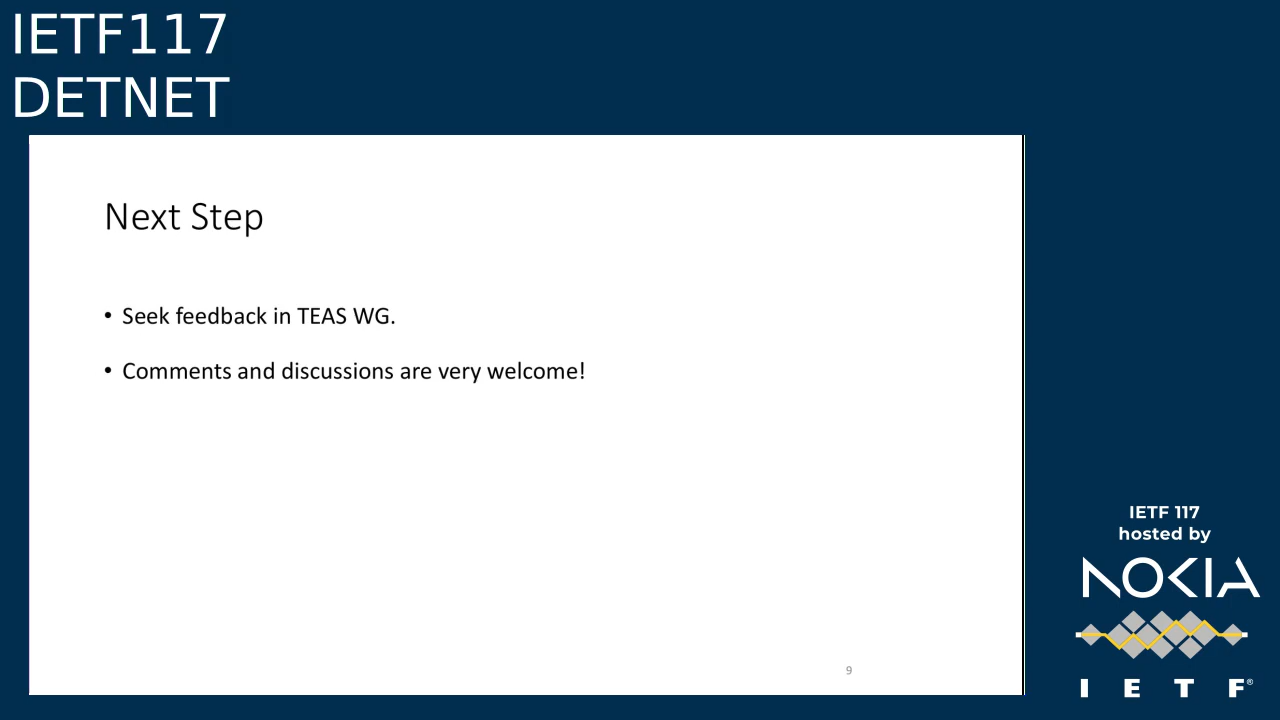 IETF117
DETNET
Next Step
• Seek feedback in TEAS WG.
• Comments and discussions are very welcome!
9
IETF 117
hosted by
NOKIA
I E T F®